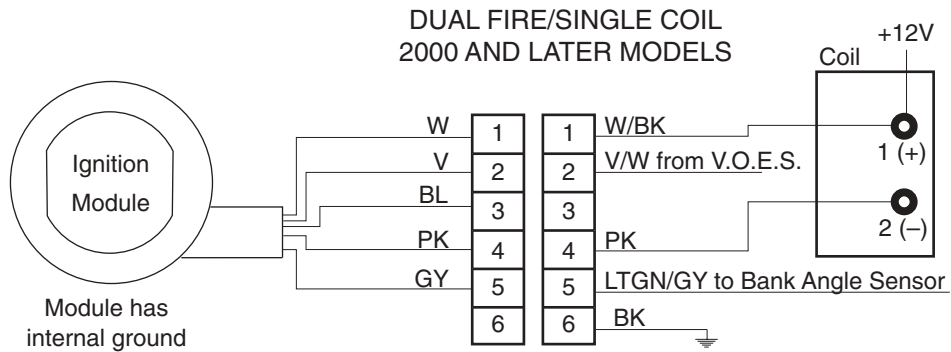 DUAL FIRE/SINGLE COIL
2000 AND LATER MODELS
+12V
Coil
W
1
1
W/BK
1 (+)
Ignition
Module
V
2
2
V/W from V.O.E.S.
BL
3
3
2 (–)
PK
4
4
PK
GY
5
5
LTGN/GY to Bank Angle Sensor
6
6
BK
Module has
internal ground